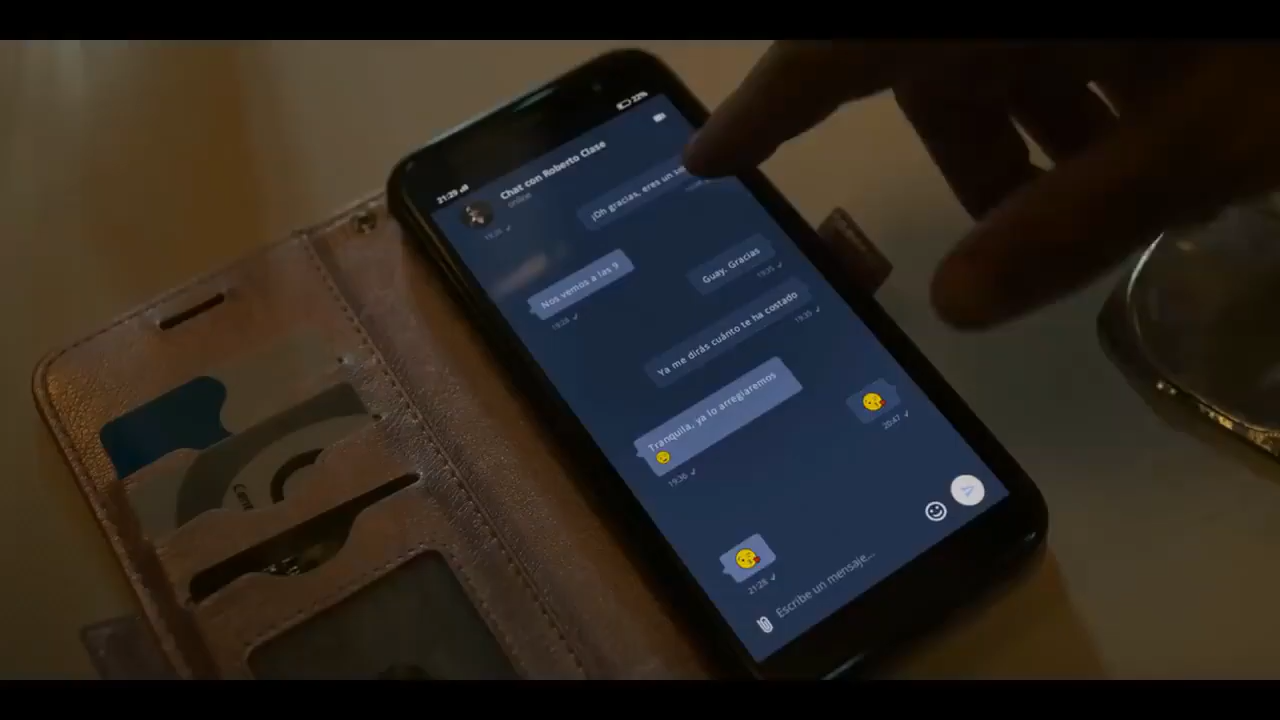 21:29
22%
Chat con Roberto Clase
online
¡Oh gracias, eres un
19:26
Nos vemos a las 9
19:28
Guay. Gracias
19:35
Ya me dirás cuánto te ha costado
19:35
Tranquila, ya lo arreglaremos
😉
19:36
😘
20:47
😘
21:28
Escribe un mensaje...